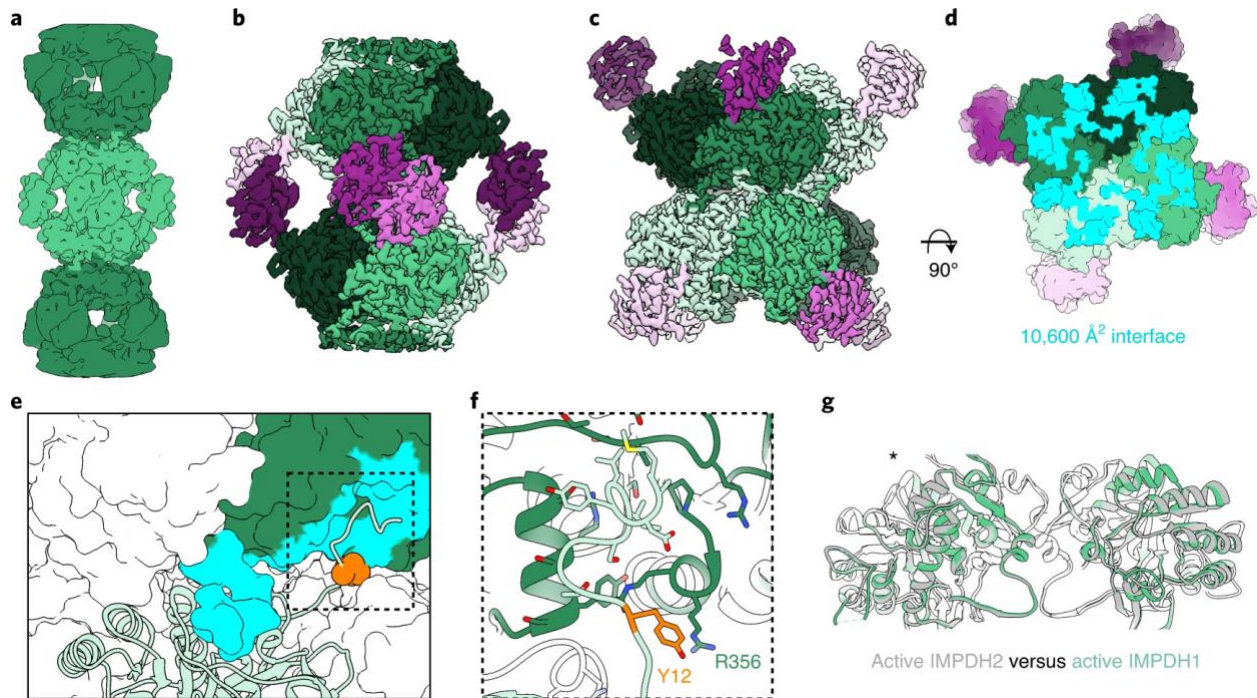 a
b
c
d
90°
10,600 Å² interface
e
f
g
*
R356
Y12
Active IMPDH2 versus active IMPDH1